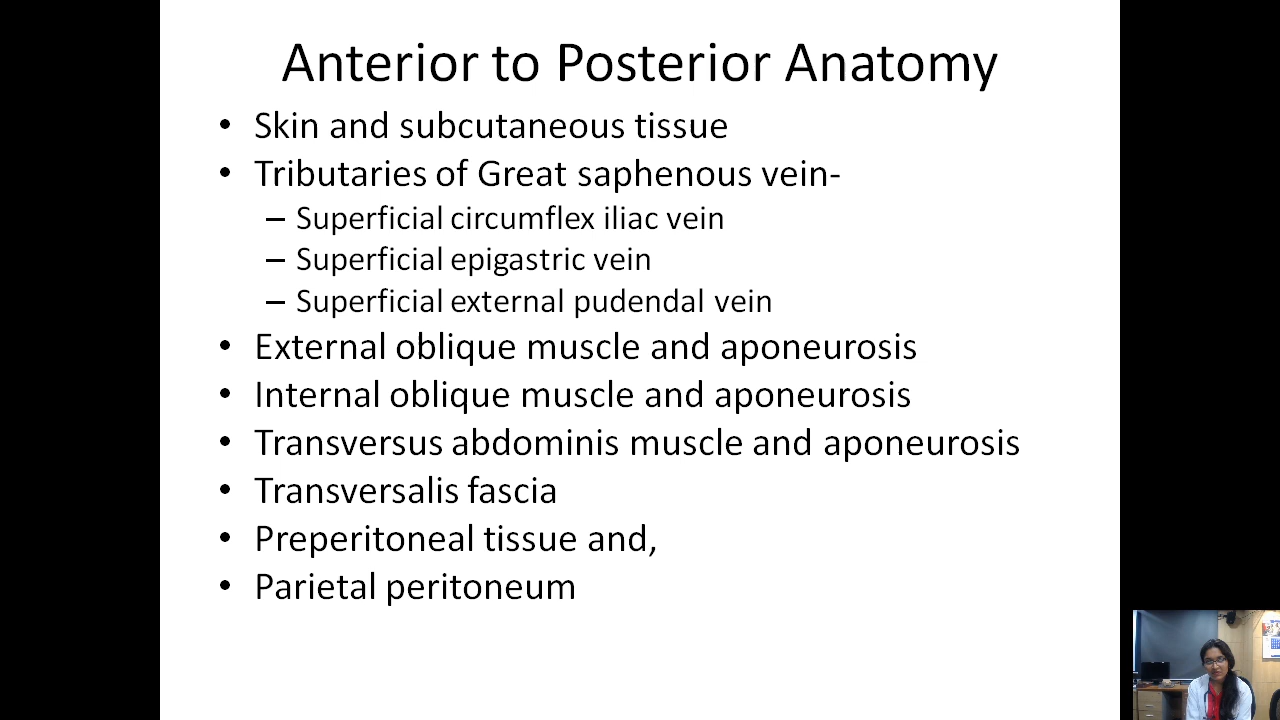 Anterior to Posterior Anatomy
• Skin and subcutaneous tissue
• Tributaries of Great saphenous vein-
– Superficial circumflex iliac vein
– Superficial epigastric vein
– Superficial external pudendal vein
• External oblique muscle and aponeurosis
• Internal oblique muscle and aponeurosis
• Transversus abdominis muscle and aponeurosis
• Transversalis fascia
• Preperitoneal tissue and,
• Parietal peritoneum